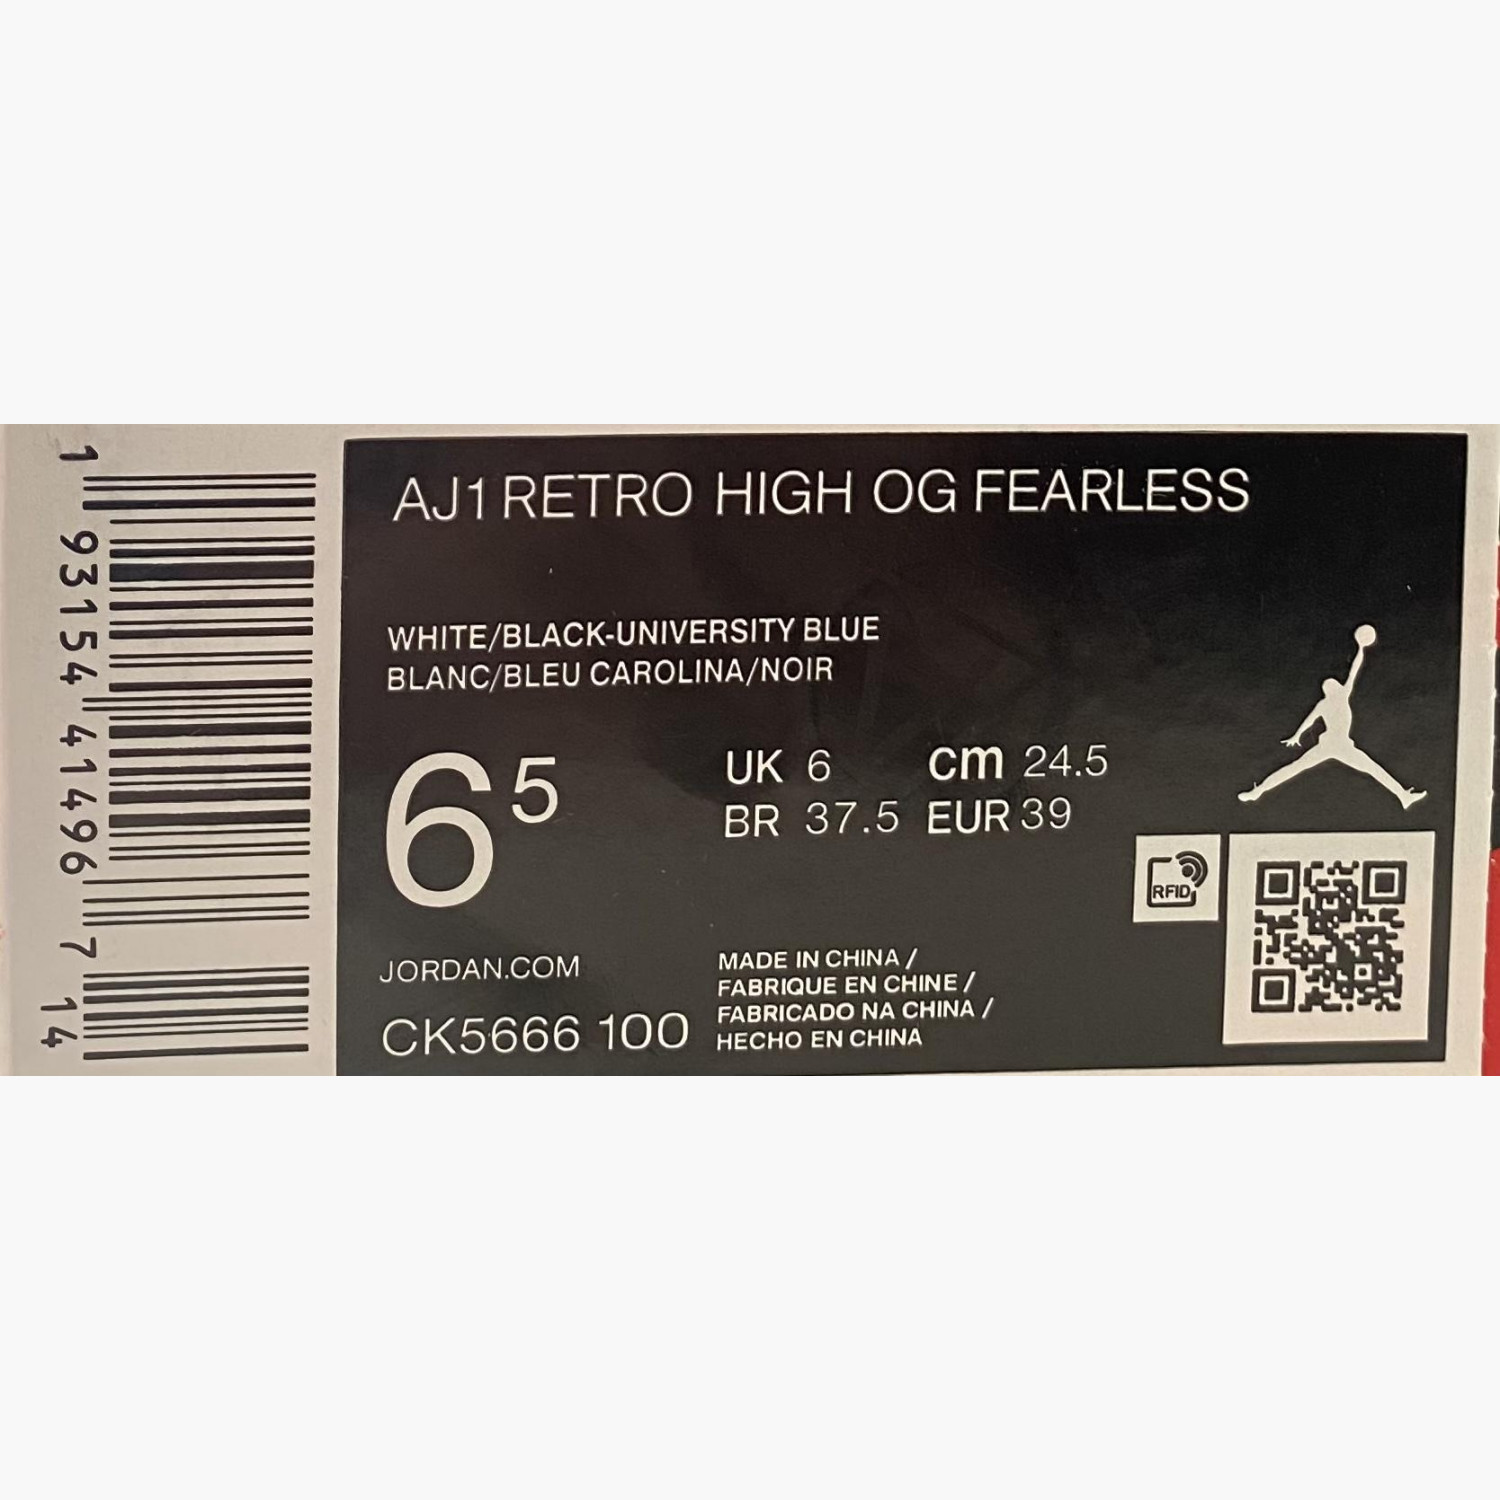 1 93154 41496 7 14
AJ1 RETRO HIGH OG FEARLESS
WHITE/BLACK-UNIVERSITY BLUE
BLANC/BLEU CAROLINA/NOIR
6 5
UK 6 cm 24.5
BR 37.5 EUR 39
RFID
JORDAN.COM
CK5666 100
MADE IN CHINA /
FABRIQUE EN CHINE /
FABRICADO NA CHINA /
HECHO EN CHINA